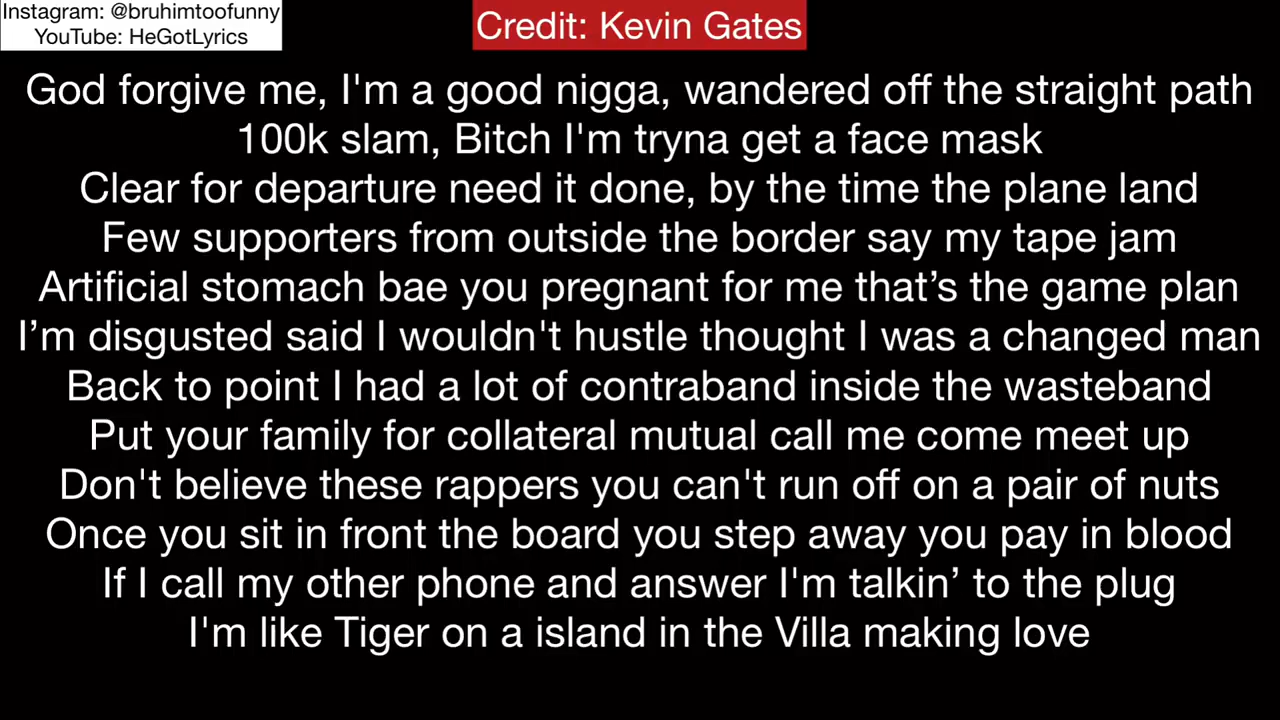 Instagram: @bruhimtoofunny
YouTube: HeGotLyrics
Credit: Kevin Gates
God forgive me, I'm a good nigga, wandered off the straight path
100k slam, Bitch I'm tryna get a face mask
Clear for departure need it done, by the time the plane land
Few supporters from outside the border say my tape jam
Artificial stomach bae you pregnant for me that’s the game plan
I’m disgusted said I wouldn't hustle thought I was a changed man
Back to point I had a lot of contraband inside the wasteband
Put your family for collateral mutual call me come meet up
Don't believe these rappers you can't run off on a pair of nuts
Once you sit in front the board you step away you pay in blood
If I call my other phone and answer I'm talkin’ to the plug
I'm like Tiger on a island in the Villa making love